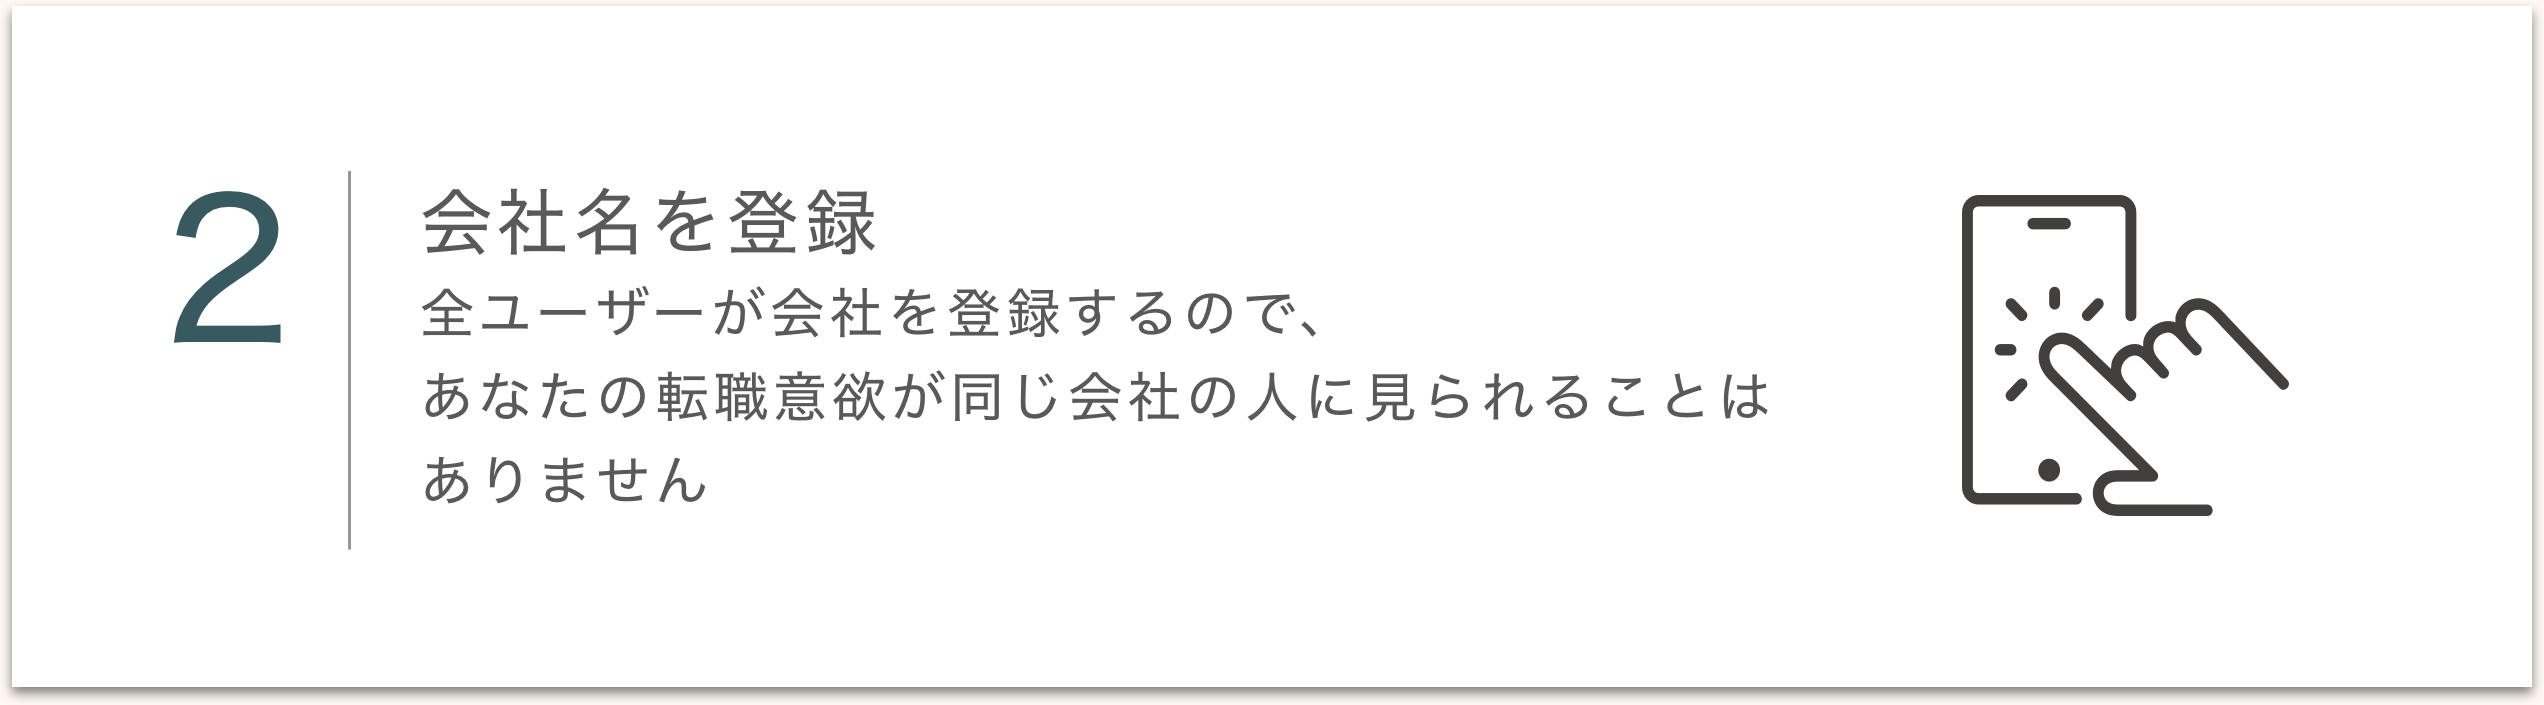 2
会社名を登録
全ユーザーが会社を登録するので、
あなたの転職意欲が同じ会社の人に見られることは
ありません